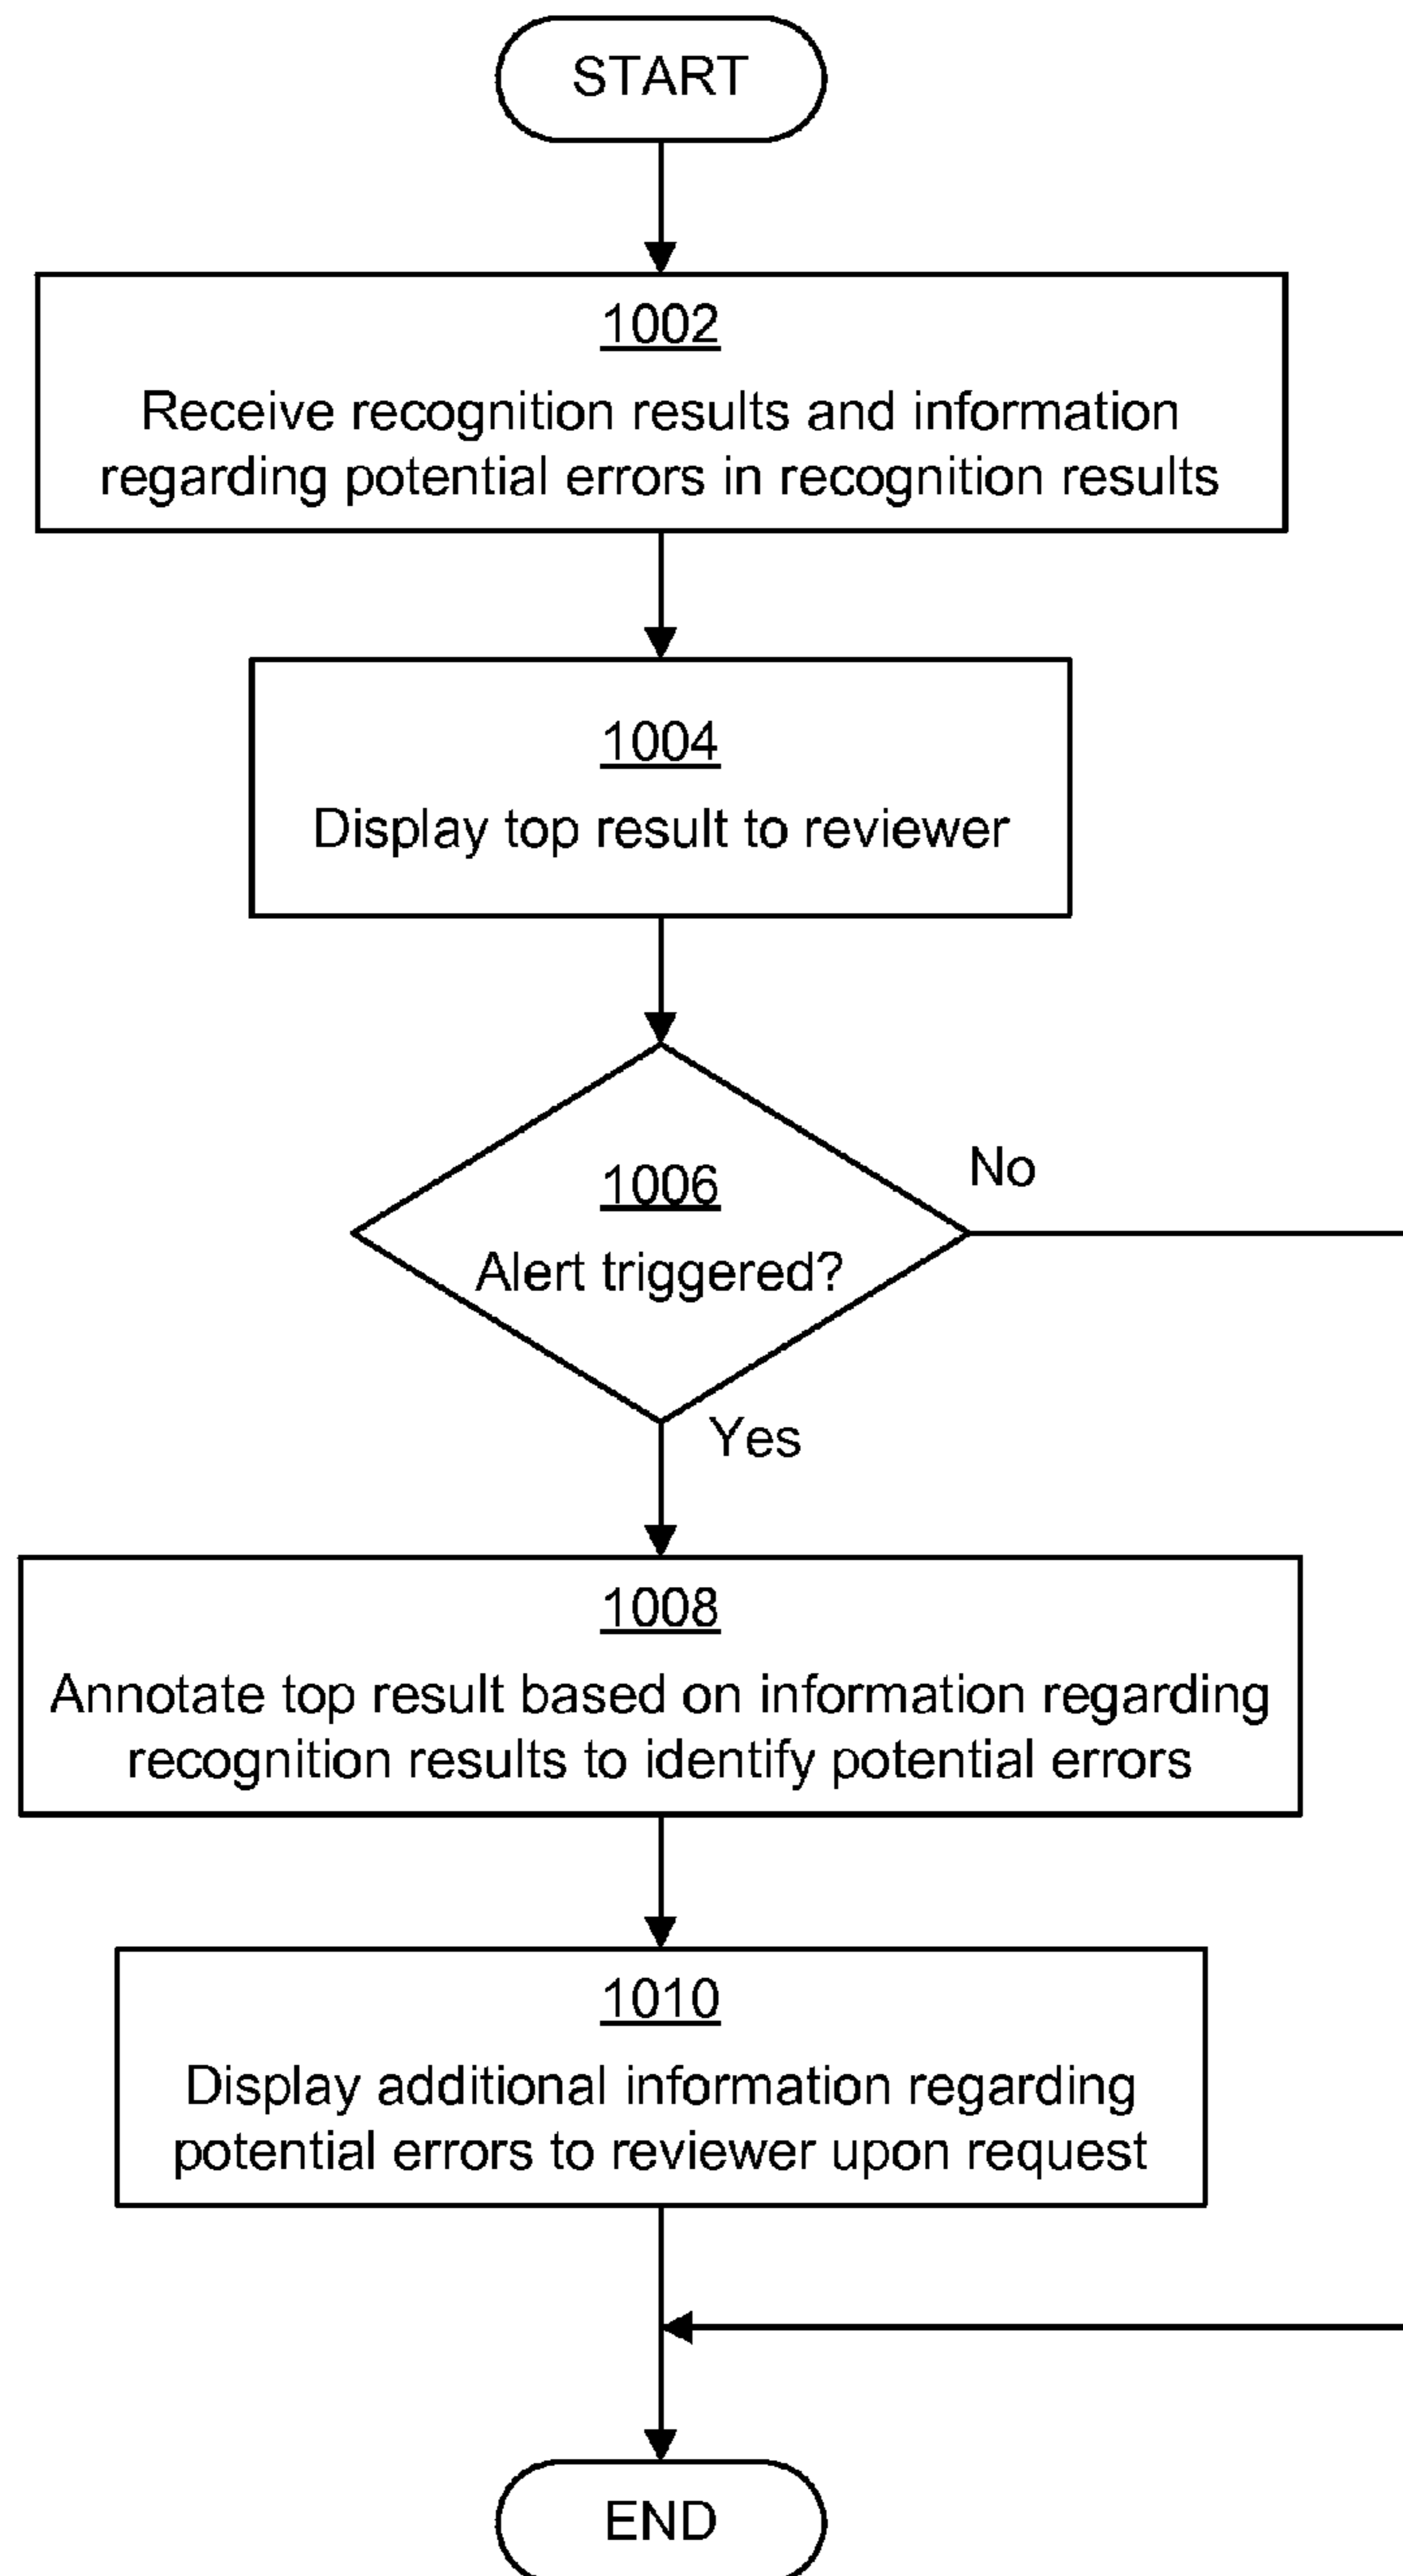 START
1002
Receive recognition results and information
regarding potential errors in recognition results
1004
Display top result to reviewer
1006
Alert triggered?
No
Yes
1008
Annotate top result based on information regarding
recognition results to identify potential errors
1010
Display additional information regarding
potential errors to reviewer upon request
END